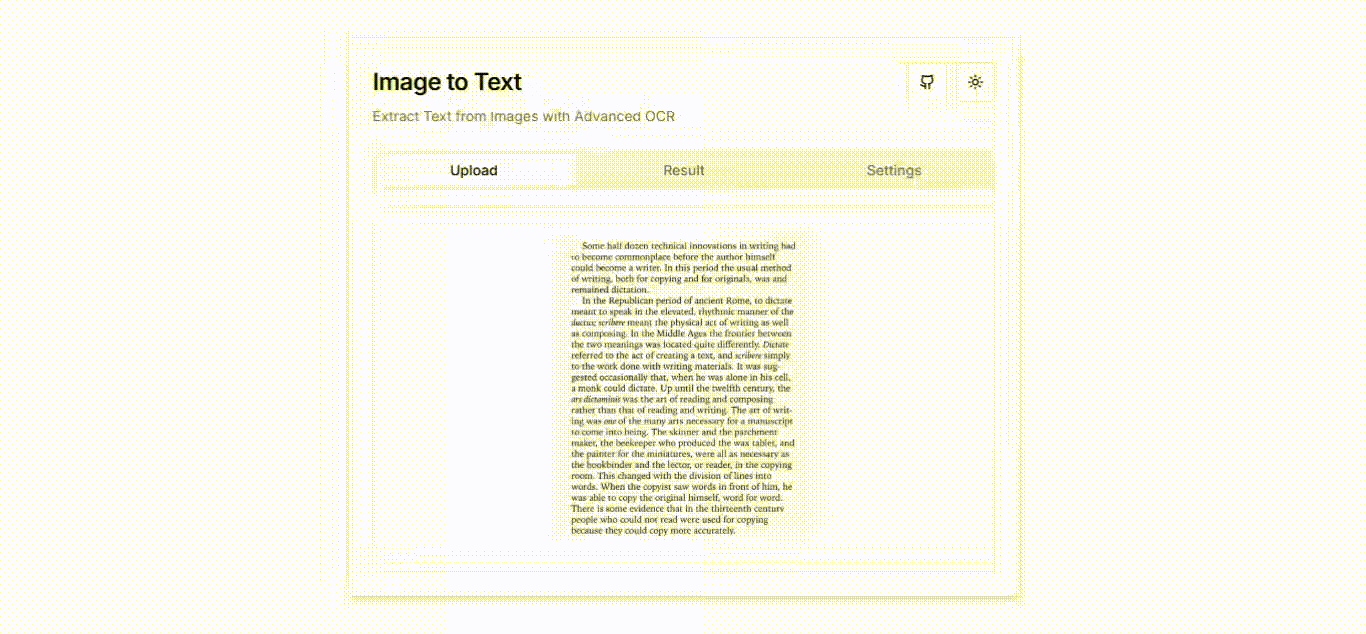 Image to Text
Extract Text from Images with Advanced OCR
Upload
Result
Settings
Some half dozen technical innovations in writing had
to become commonplace before the author himself
could become a writer. In this period the usual method
of writing, both for copying and for originals, was and
remained dictation.
In the Republican period of ancient Rome, to dictate
meant to speak in the elevated, rhythmic manner of the
ductus; scribere meant the physical act of writing as well
as composing. In the Middle Ages the frontier between
the two meanings was located quite differently. Dictate
referred to the act of creating a text, and scribere simply
to the work done with writing materials. It was sug-
gested occasionally that, when he was alone in his cell,
a monk could dictate. Up until the twelfth century, the
ars dictaminis was the art of reading and composing
rather than that of reading and writing. The art of writ-
ing was one of the many arts necessary for a manuscript
to come into being. The skinner and the parchment
maker, the beekeeper who produced the wax tablet, and
the painter for the miniatures, were all as necessary as
the bookbinder and the lector, or reader, in the copying
room. This changed with the division of lines into
words. When the copyist saw words in front of him, he
was able to copy the original himself, word for word.
There is some evidence that in the thirteenth century
people who could not read were used for copying
because they could copy more accurately.